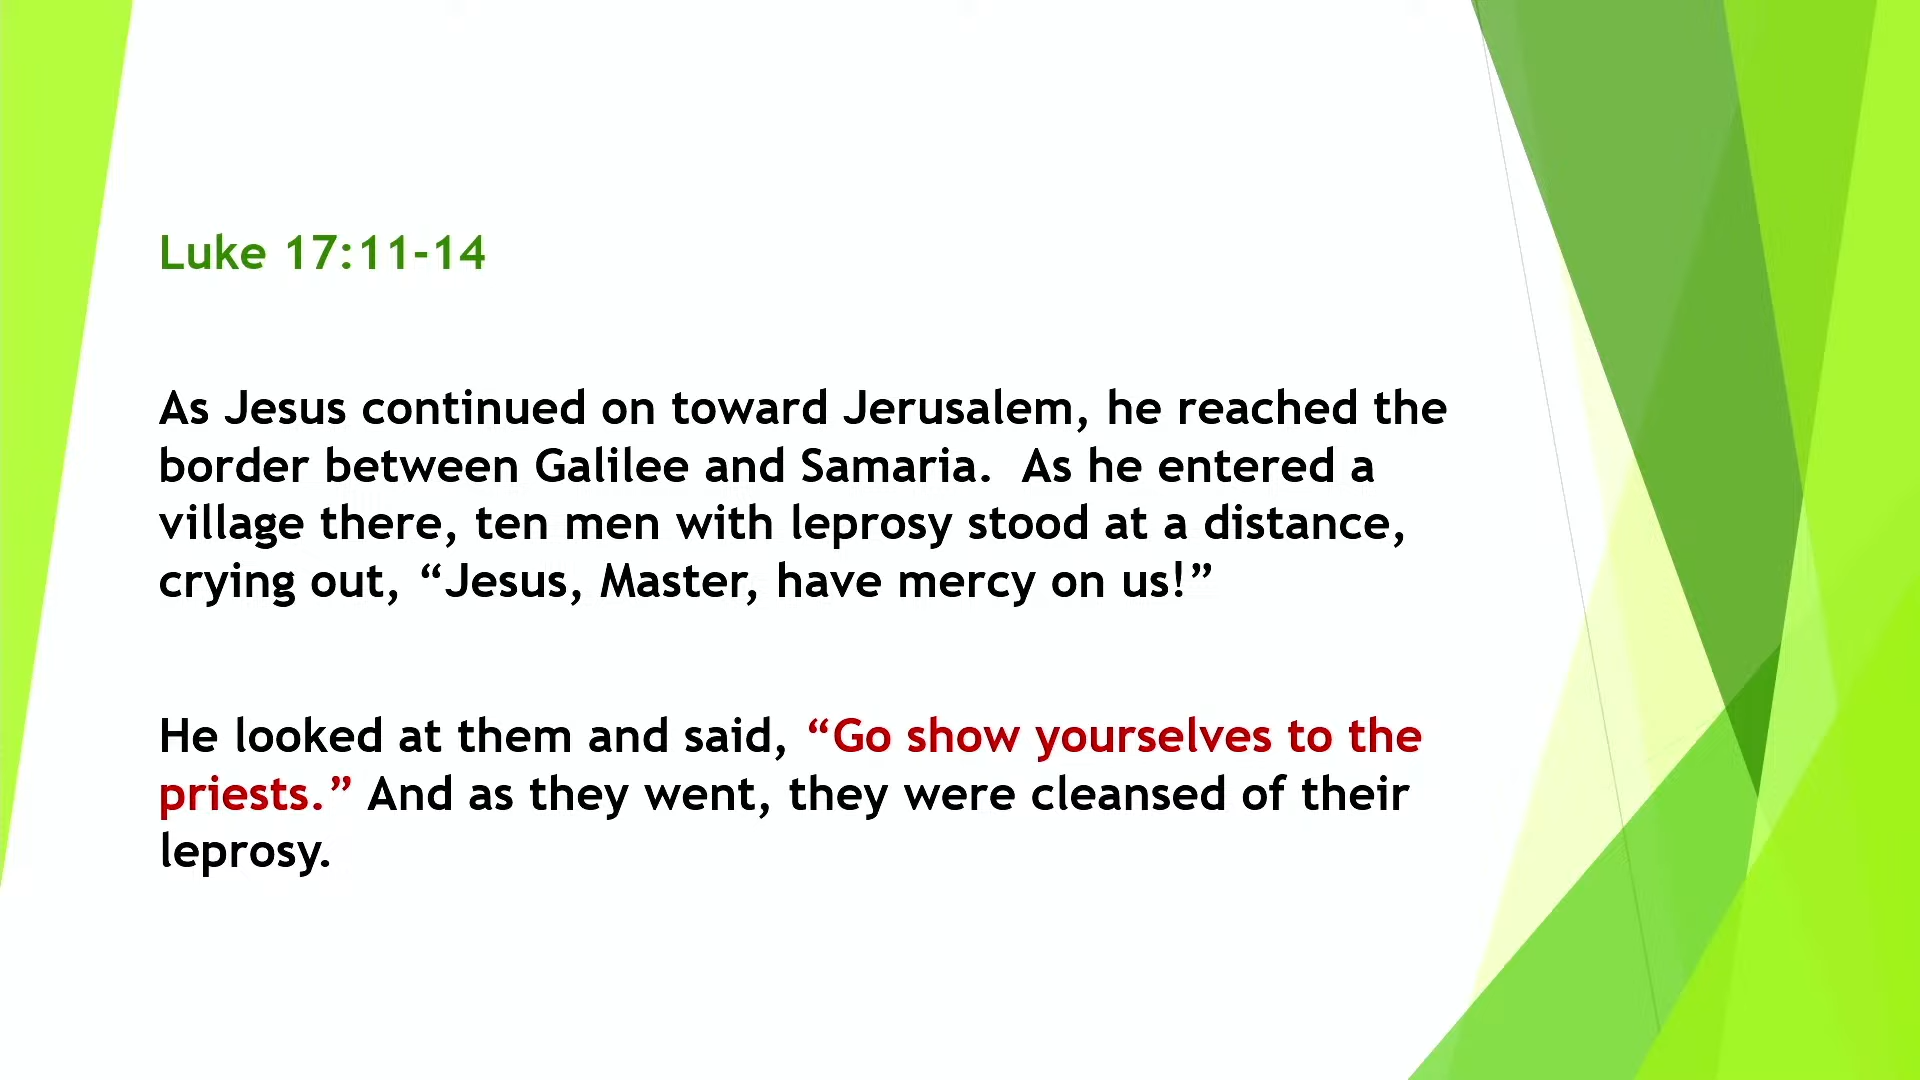 Luke 17:11-14
As Jesus continued on toward Jerusalem, he reached the
border between Galilee and Samaria.  As he entered a
village there, ten men with leprosy stood at a distance,
crying out, “Jesus, Master, have mercy on us!”
He looked at them and said, “Go show yourselves to the
priests.” And as they went, they were cleansed of their
leprosy.